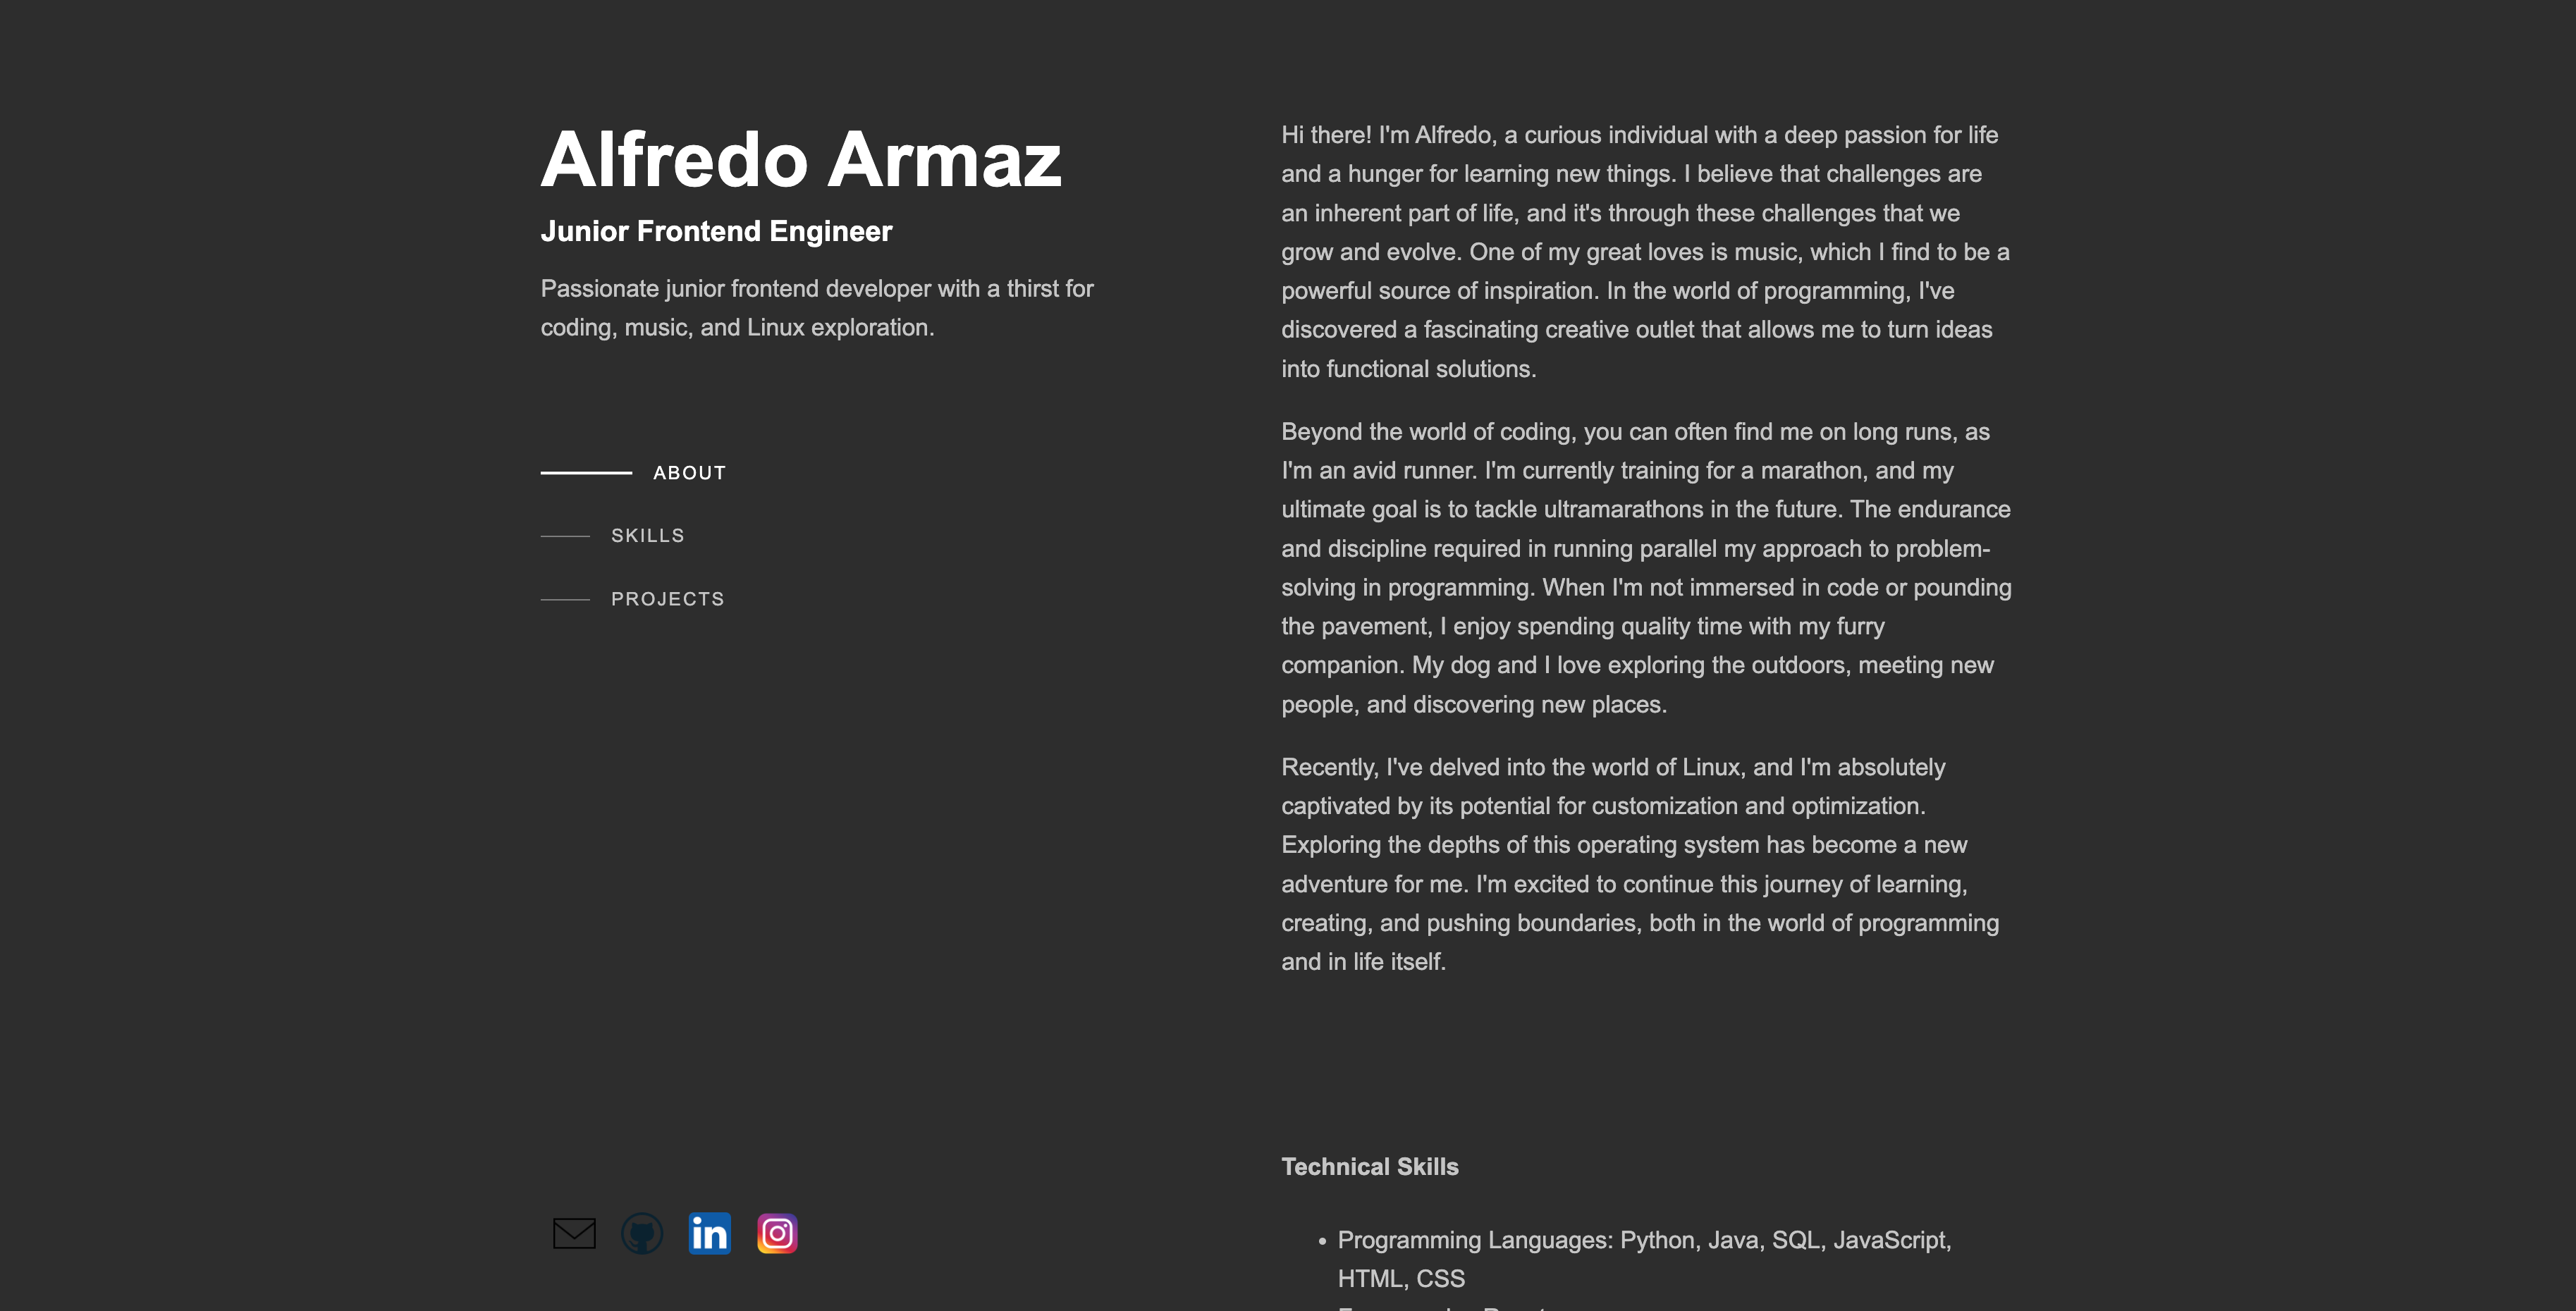 Alfredo Armaz
Junior Frontend Engineer
Passionate junior frontend developer with a thirst for
coding, music, and Linux exploration.
ABOUT
SKILLS
PROJECTS
in
Hi there! I'm Alfredo, a curious individual with a deep passion for life
and a hunger for learning new things. I believe that challenges are
an inherent part of life, and it's through these challenges that we
grow and evolve. One of my great loves is music, which I find to be a
powerful source of inspiration. In the world of programming, I've
discovered a fascinating creative outlet that allows me to turn ideas
into functional solutions.
Beyond the world of coding, you can often find me on long runs, as
I'm an avid runner. I'm currently training for a marathon, and my
ultimate goal is to tackle ultramarathons in the future. The endurance
and discipline required in running parallel my approach to problem-
solving in programming. When I'm not immersed in code or pounding
the pavement, I enjoy spending quality time with my furry
companion. My dog and I love exploring the outdoors, meeting new
people, and discovering new places.
Recently, I've delved into the world of Linux, and I'm absolutely
captivated by its potential for customization and optimization.
Exploring the depths of this operating system has become a new
adventure for me. I'm excited to continue this journey of learning,
creating, and pushing boundaries, both in the world of programming
and in life itself.
Technical Skills
• Programming Languages: Python, Java, SQL, JavaScript,
HTML, CSS